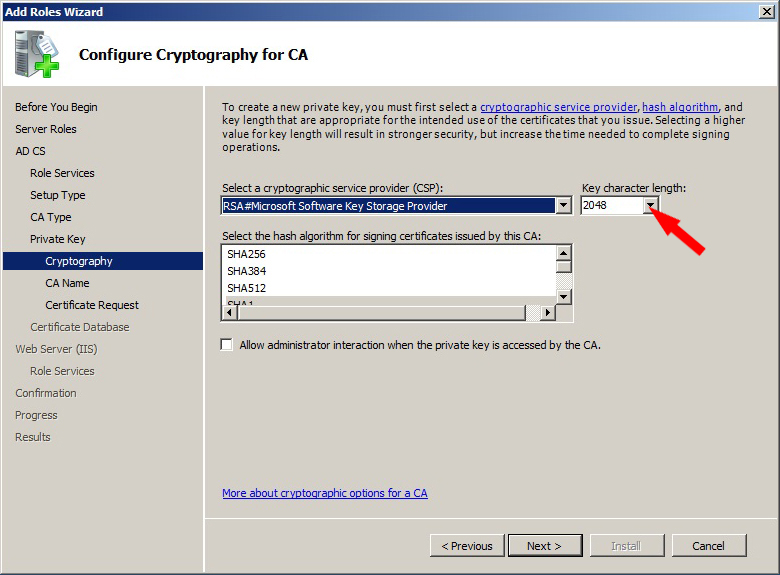 Add Roles Wizard
Configure Cryptography for CA
Before You Begin
Server Roles
AD CS
Role Services
Setup Type
CA Type
Private Key
Cryptography
CA Name
Certificate Request
Certificate Database
Web Server (IIS)
Role Services
Confirmation
Progress
Results
To create a new private key, you must first select a cryptographic service provider, hash algorithm, and
key length that are appropriate for the intended use of the certificates that you issue. Selecting a higher
value for key length will result in stronger security, but increase the time needed to complete signing
operations.
Select a cryptographic service provider (CSP):
Key character length:
RSA#Microsoft Software Key Storage Provider
2048
Select the hash algorithm for signing certificates issued by this CA:
SHA256
SHA384
SHA512
SHA1
Allow administrator interaction when the private key is accessed by the CA.
More about cryptographic options for a CA
< Previous
Next >
Install
Cancel